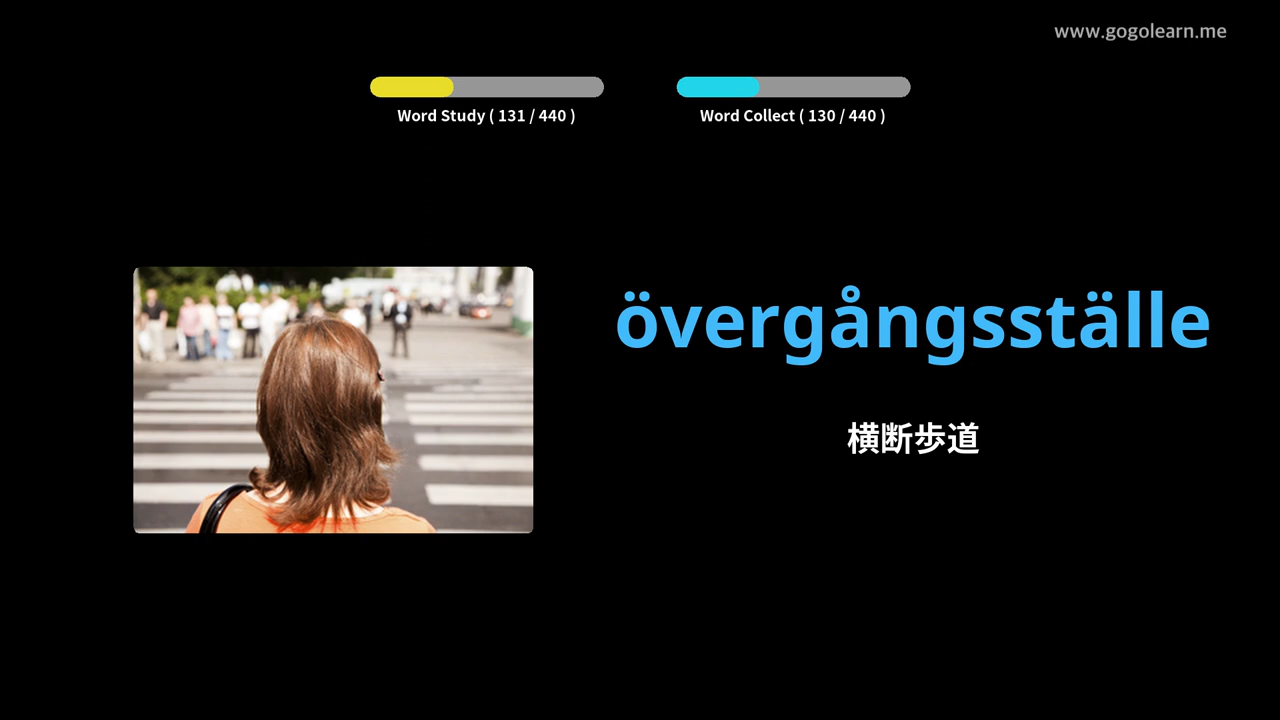 www.gogolearn.me
Word Study ( 131 / 440 )
Word Collect ( 130 / 440 )
övergångsställe
横断歩道